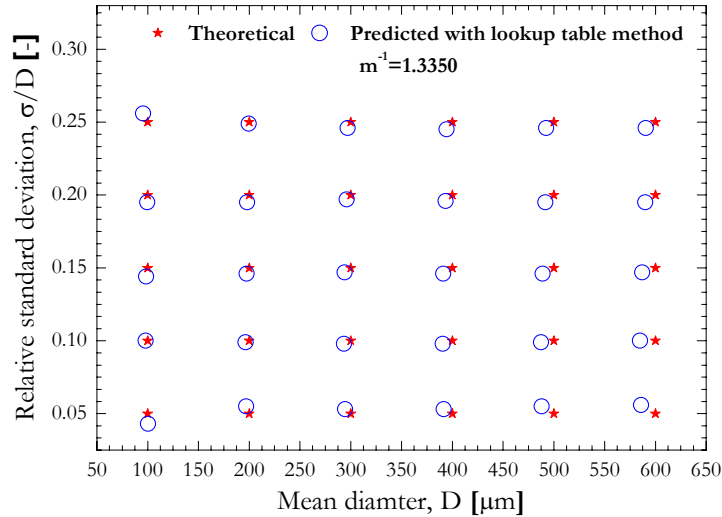 Theoretical Predicted with lookup table method
m-1=1.3350
Relative standard deviation, σ/D [-]
0.30
0.25
0.20
0.15
0.10
0.05
50 100 150 200 250 300 350 400 450 500 550 600 650
Mean diamter, D [μm]